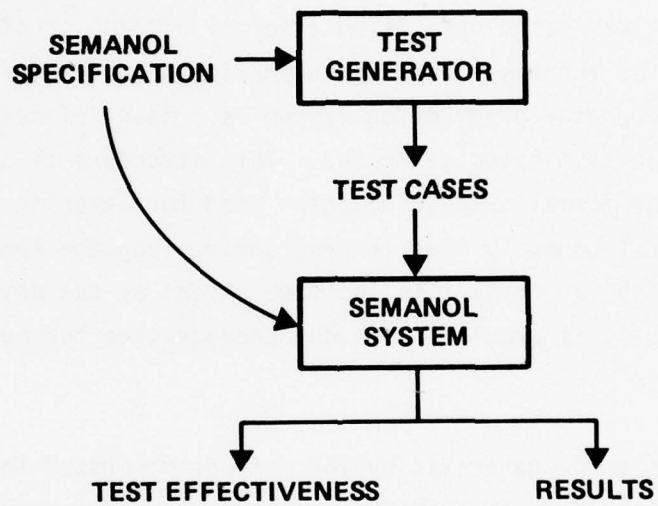 SEMANOL
SPECIFICATION
TEST
GENERATOR
TEST CASES
SEMANOL
SYSTEM
TEST EFFECTIVENESS
RESULTS